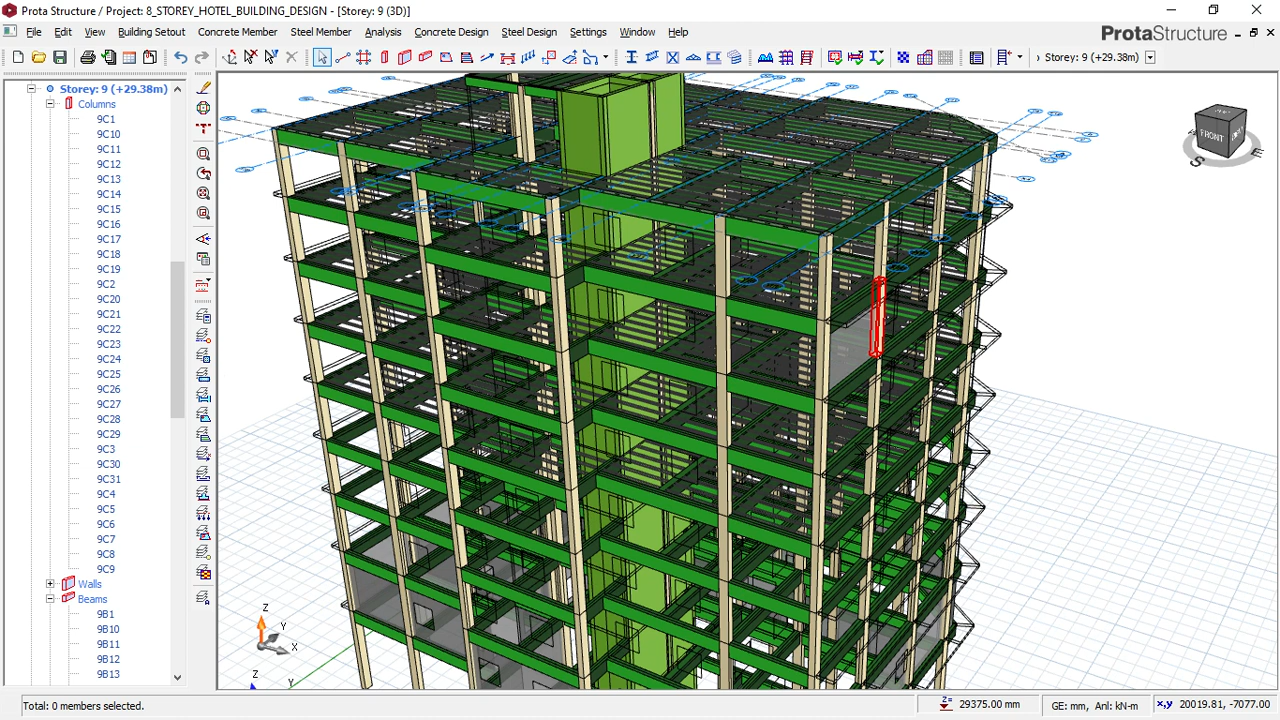 Prota Structure / Project: 8_STOREY_HOTEL_BUILDING_DESIGN - [Storey: 9 (3D)]
File Edit View Building Setout Concrete Member Steel Member Analysis Concrete Design Steel Design Settings Window Help
ProtaStructure
Storey: 9 (+29.38m)
Storey: 9 (+29.38m)
Columns
9C1
9C10
9C11
9C12
9C13
9C14
9C15
9C16
9C17
9C18
9C19
9C2
9C20
9C21
9C22
9C23
9C24
9C25
9C26
9C27
9C28
9C29
9C3
9C30
9C31
9C4
9C5
9C6
9C7
9C8
9C9
Walls
Beams
9B1
9B10
9B11
9B12
9B13
FRONT
S
E
Z
Y
X
Z
Y
Total: 0 members selected.
Z= 29375.00 mm
GE: mm, Anl: kN-m
x,y 20019.81, -7077.00